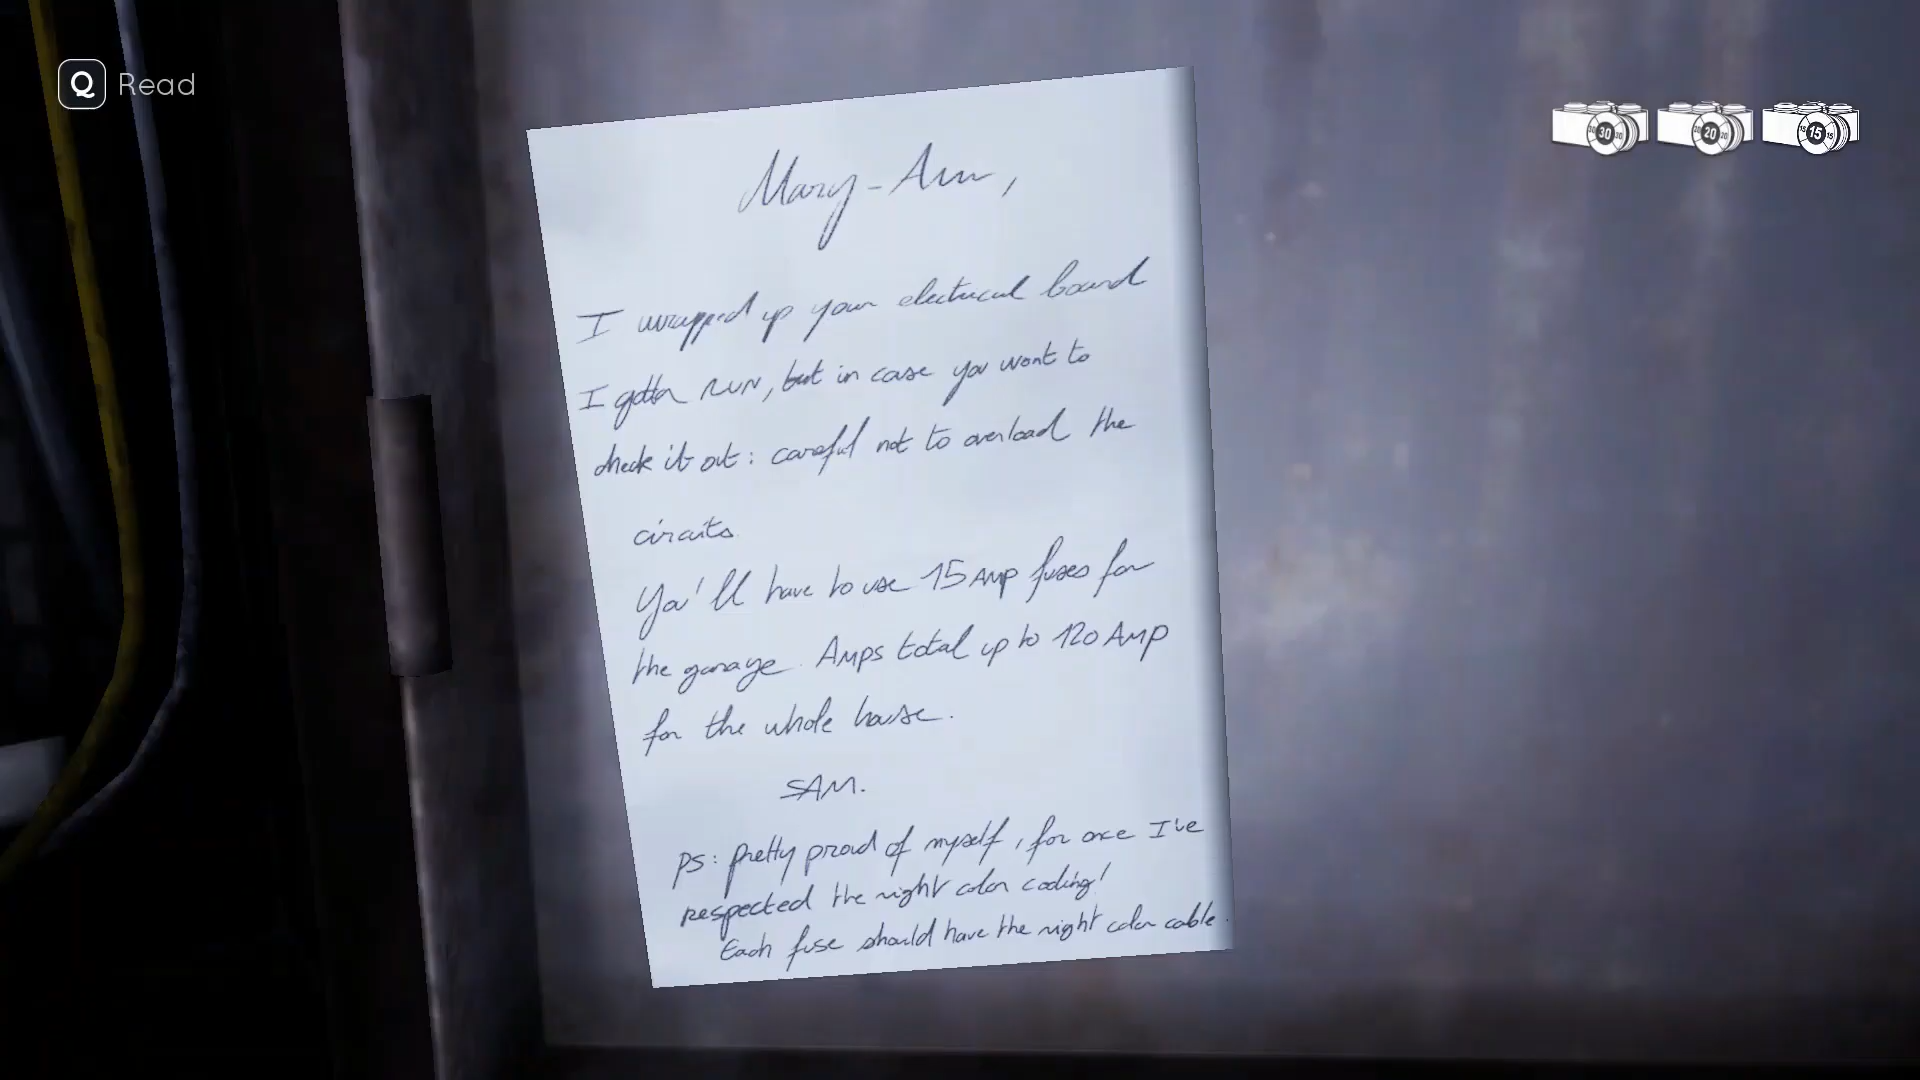 Q Read
30 20 15
Mary-Ann,
I wrapped up your electrical board
I gotta RUN, but in case you want to
check it out: careful not to overload the
circuits.
You'll have to use 15 AMP fuses for
the garage. AMPs total up to 120 AMP
for the whole house.
SAM.
PS: pretty proud of myself, for once I've
respected the right color coding!
Each fuse should have the right color cable.